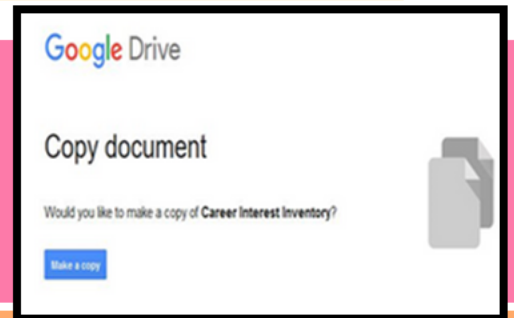 Google Drive
Copy document
Would you like to make a copy of Career Interest Inventory?
Make a copy